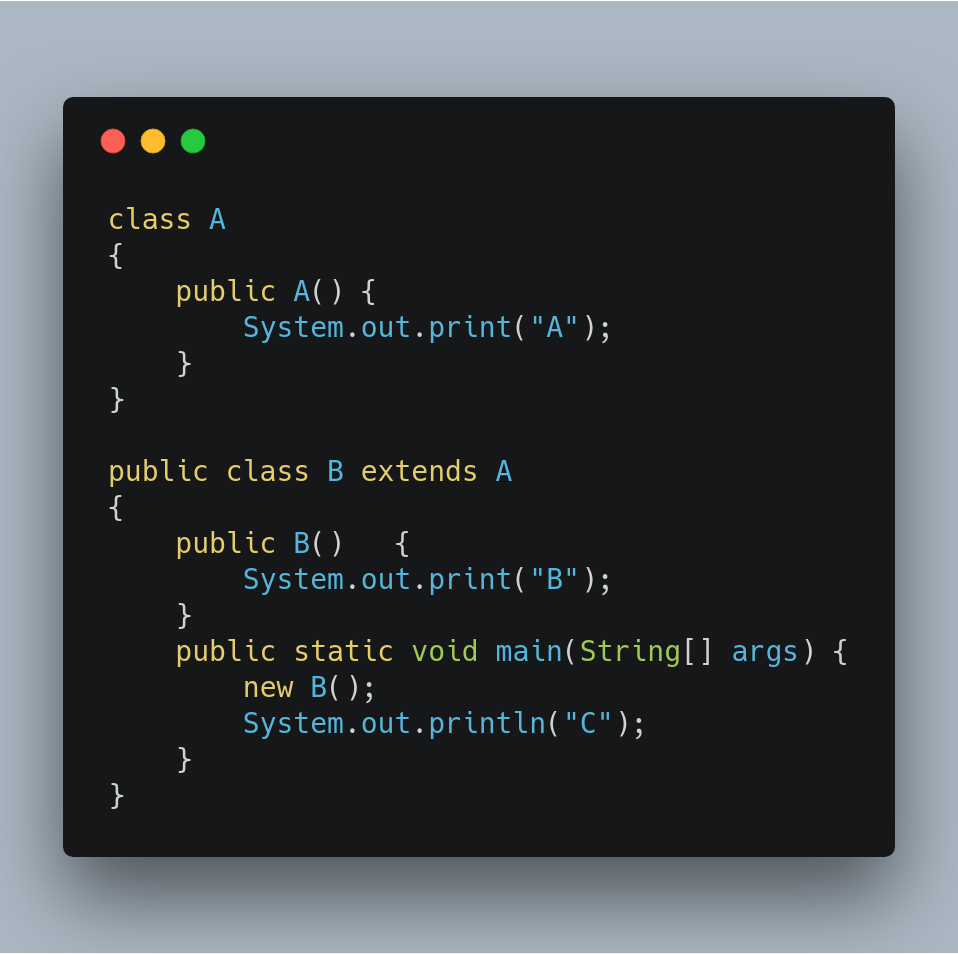 class A
{
    public A() {
        System.out.print("A");
    }
}

public class B extends A
{
    public B()   {
        System.out.print("B");
    }
    public static void main(String[] args) {
        new B();
        System.out.println("C");
    }
}